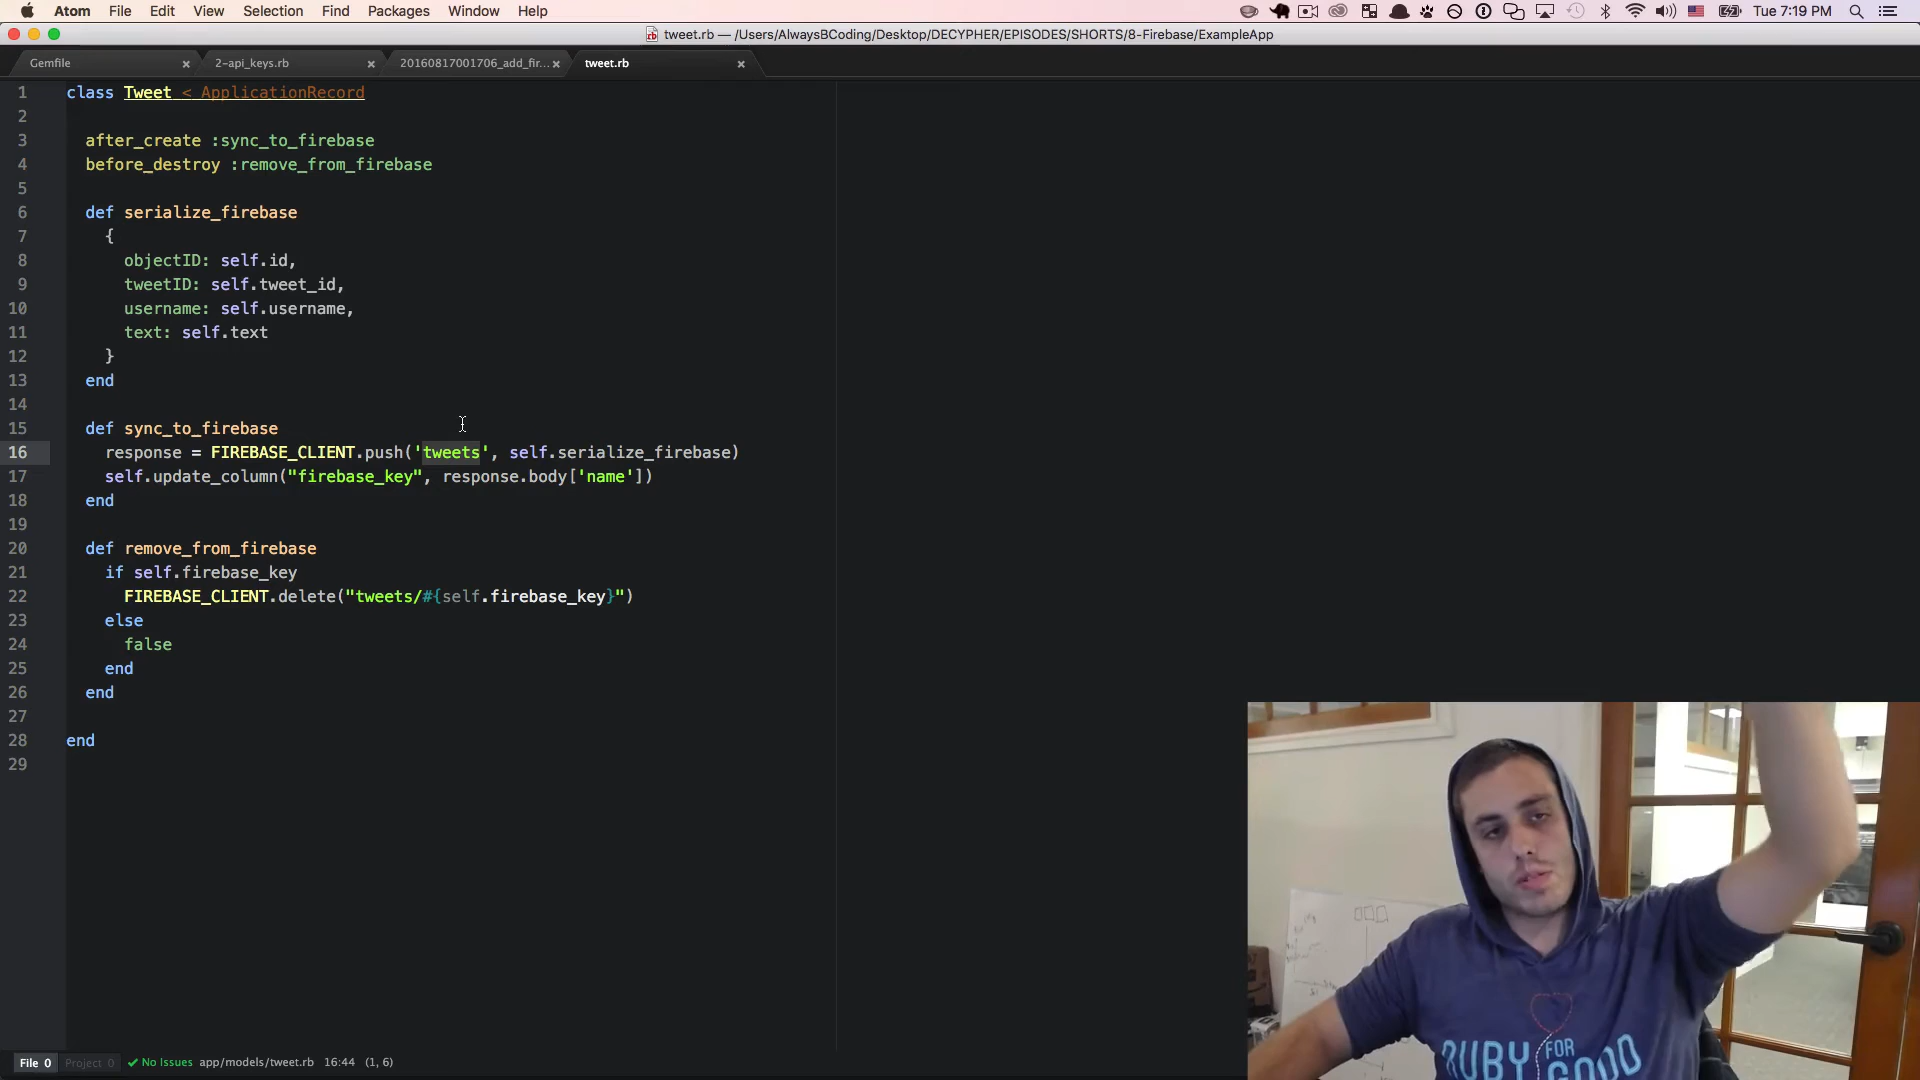 Atom File Edit View Selection Find Packages Window Help Tue 7:19 PM
tweet.rb — /Users/AlwaysBCoding/Desktop/DECYPHER/EPISODES/SHORTS/8-Firebase/ExampleApp
Gemfile 2-api_keys.rb 20160817001706_add_fir... tweet.rb
1 class Tweet < ApplicationRecord
2
3 after_create :sync_to_firebase
4 before_destroy :remove_from_firebase
5
6 def serialize_firebase
7 {
8 objectID: self.id,
9 tweetID: self.tweet_id,
10 username: self.username,
11 text: self.text
12 }
13 end
14
15 def sync_to_firebase
16 response = FIREBASE_CLIENT.push('tweets', self.serialize_firebase)
17 self.update_column("firebase_key", response.body['name'])
18 end
19
20 def remove_from_firebase
21 if self.firebase_key
22 FIREBASE_CLIENT.delete("tweets/#{self.firebase_key}")
23 else
24 false
25 end
26 end
27
28 end
29
RUBY FOR GOOD
File 0 Project 0 No Issues app/models/tweet.rb 16:44 (1, 6)